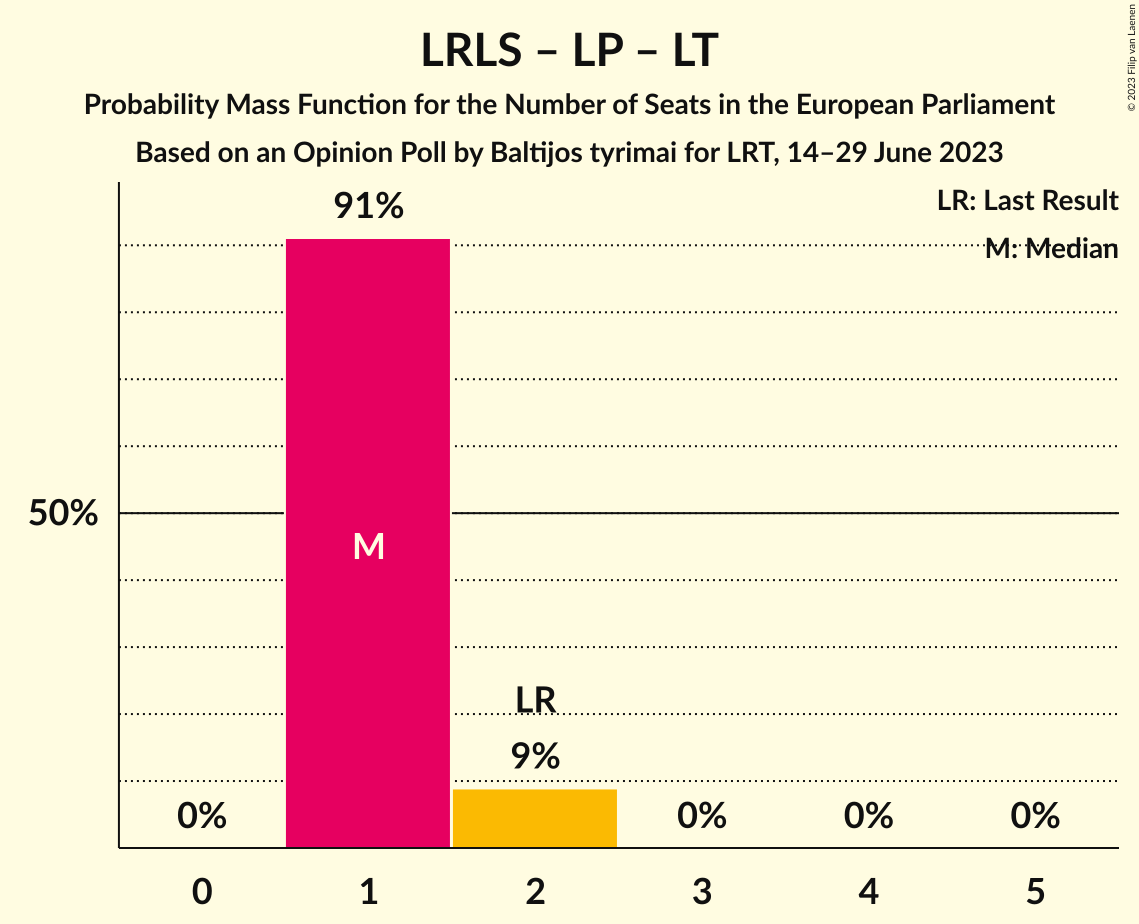 LRLS – LP – LT
Probability Mass Function for the Number of Seats in the European Parliament
Based on an Opinion Poll by Baltijos tyrimai for LRT, 14–29 June 2023
© 2023 Filip van Laenen
LR: Last Result
M: Median
91%
50%
M
LR
9%
0%
0%
0%
0%
0 1 2 3 4 5